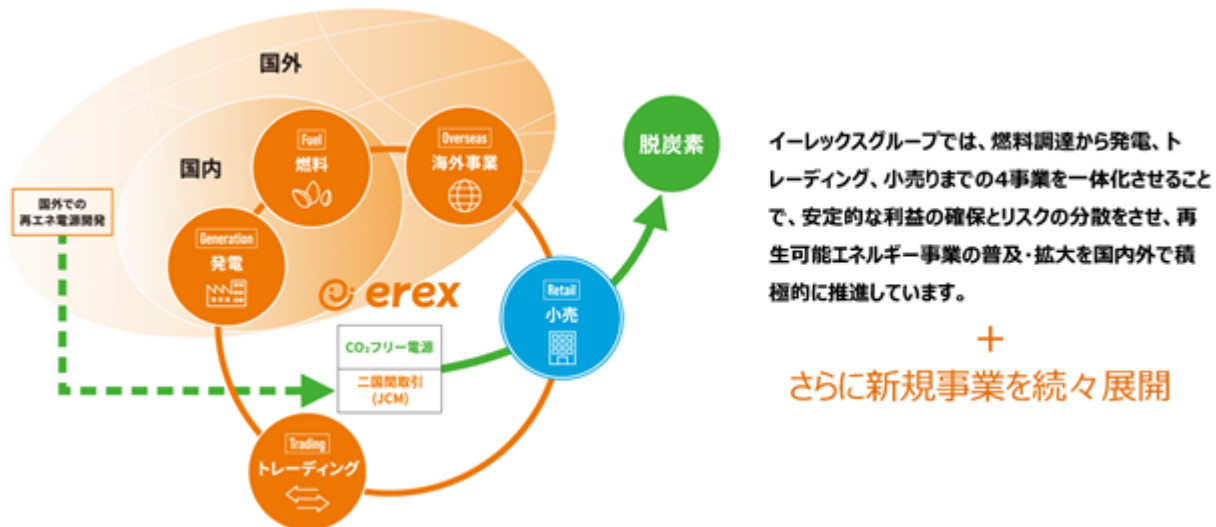 国外
国内
Fuel
燃料
Overseas
海外事業
国外での
再エネ電源開発
Generation
発電
erex
CO₂フリー電源
二国間取引
(JCM)
Retail
小売
Trading
トレーディング
脱炭素
イーレックスグループでは、燃料調達から発電、ト
レーディング、小売りまでの4事業を一体化させること
で、安定的な利益の確保とリスクの分散をさせ、再
生可能エネルギー事業の普及・拡大を国内外で積
極的に推進しています。
+
さらに新規事業を続々展開